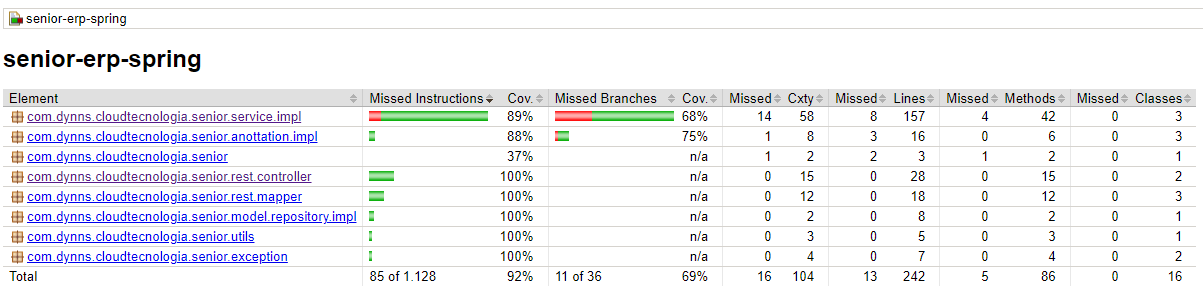 senior-erp-spring
senior-erp-spring
Element Missed Instructions Cov. Missed Branches Cov. Missed Cxty Missed Lines Missed Methods Missed Classes
com.dynns.cloudtecnologia.senior.service.impl 89% 68% 14 58 8 157 4 42 0 3
com.dynns.cloudtecnologia.senior.anottation.impl 88% 75% 1 8 3 16 0 6 0 3
com.dynns.cloudtecnologia.senior 37% n/a 1 2 2 3 1 2 0 1
com.dynns.cloudtecnologia.senior.rest.controller 100% n/a 0 15 0 28 0 15 0 2
com.dynns.cloudtecnologia.senior.rest.mapper 100% n/a 0 12 0 18 0 12 0 3
com.dynns.cloudtecnologia.senior.model.repository.impl 100% n/a 0 2 0 8 0 2 0 1
com.dynns.cloudtecnologia.senior.utils 100% n/a 0 3 0 5 0 3 0 1
com.dynns.cloudtecnologia.senior.exception 100% n/a 0 4 0 7 0 4 0 2
Total 85 of 1.128 92% 11 of 36 69% 16 104 13 242 5 86 0 16